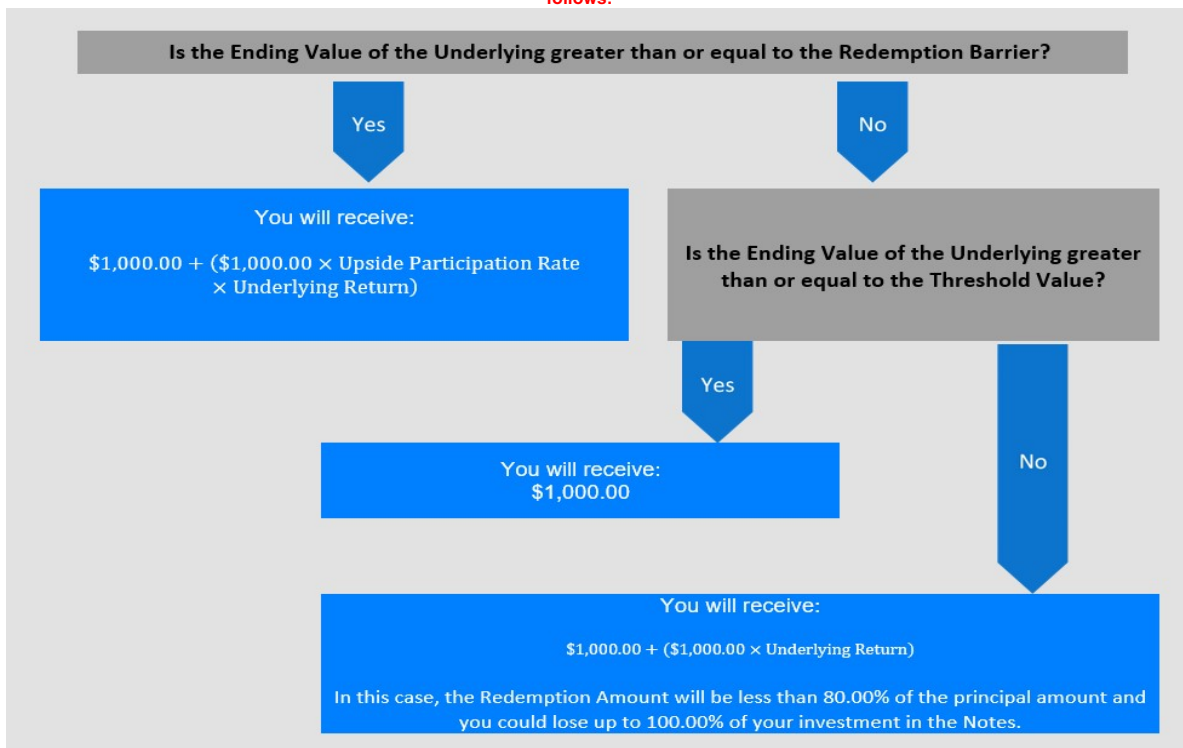 follows:
Is the Ending Value of the Underlying greater than or equal to the Redemption Barrier?
Yes
No
You will receive:
$1,000.00 + ($1,000.00 × Upside Participation Rate
× Underlying Return)
Is the Ending Value of the Underlying greater
than or equal to the Threshold Value?
Yes
No
You will receive:
$1,000.00
You will receive:
$1,000.00 + ($1,000.00 × Underlying Return)
In this case, the Redemption Amount will be less than 80.00% of the principal amount and
you could lose up to 100.00% of your investment in the Notes.